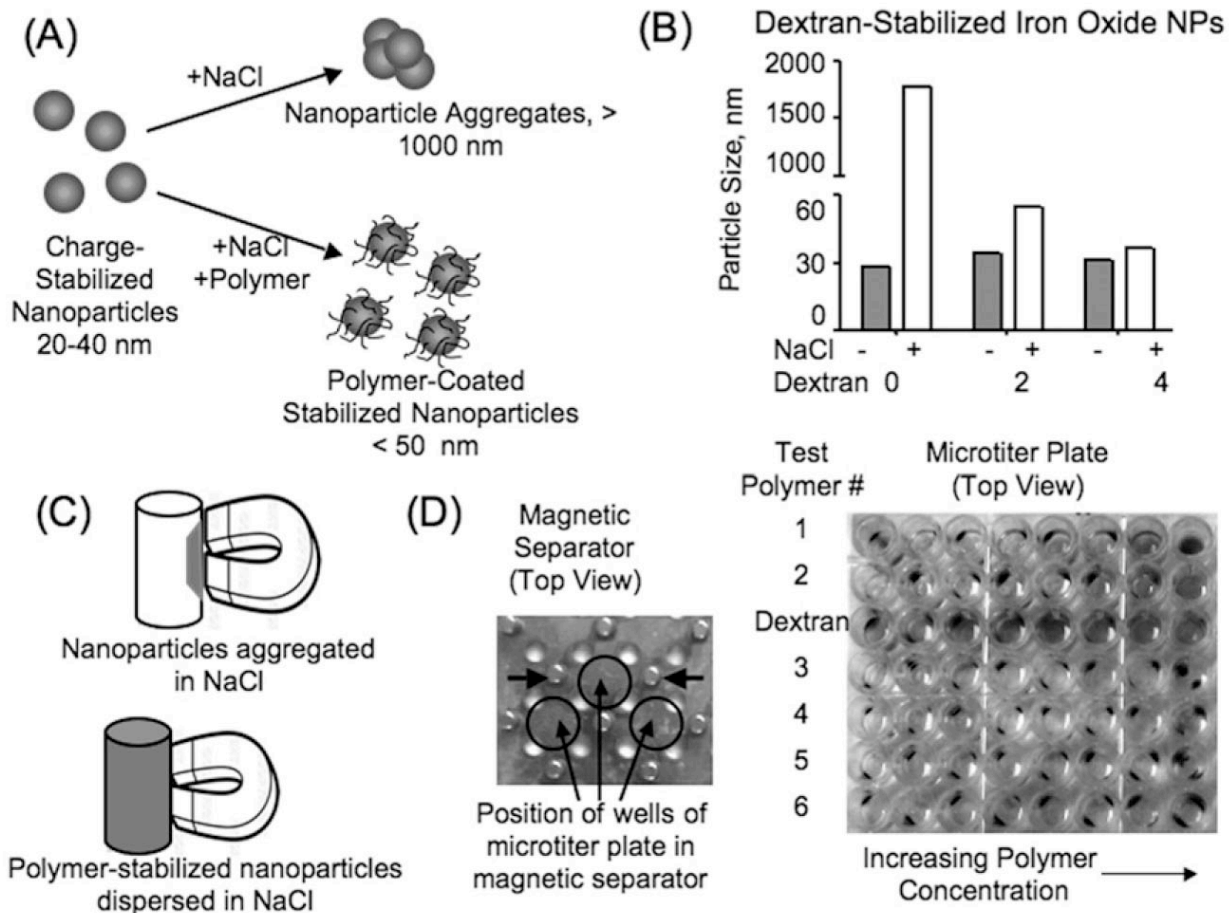 (A)
+NaCl
Nanoparticle Aggregates, >
1000 nm
Charge-
Stabilized
Nanoparticles
20-40 nm
+NaCl
+Polymer
Polymer-Coated
Stabilized Nanoparticles
< 50 nm
(B)
Dextran-Stabilized Iron Oxide NPs
Particle Size, nm
2000
1500
1000
60
30
0
NaCl - + - + - +
Dextran 0 2 4
(C)
Nanoparticles aggregated
in NaCl
Polymer-stabilized nanoparticles
dispersed in NaCl
(D)
Magnetic
Separator
(Top View)
Position of wells of
microtiter plate in
magnetic separator
Test
Polymer #
Microtiter Plate
(Top View)
1
2
Dextran
3
4
5
6
Increasing Polymer
Concentration